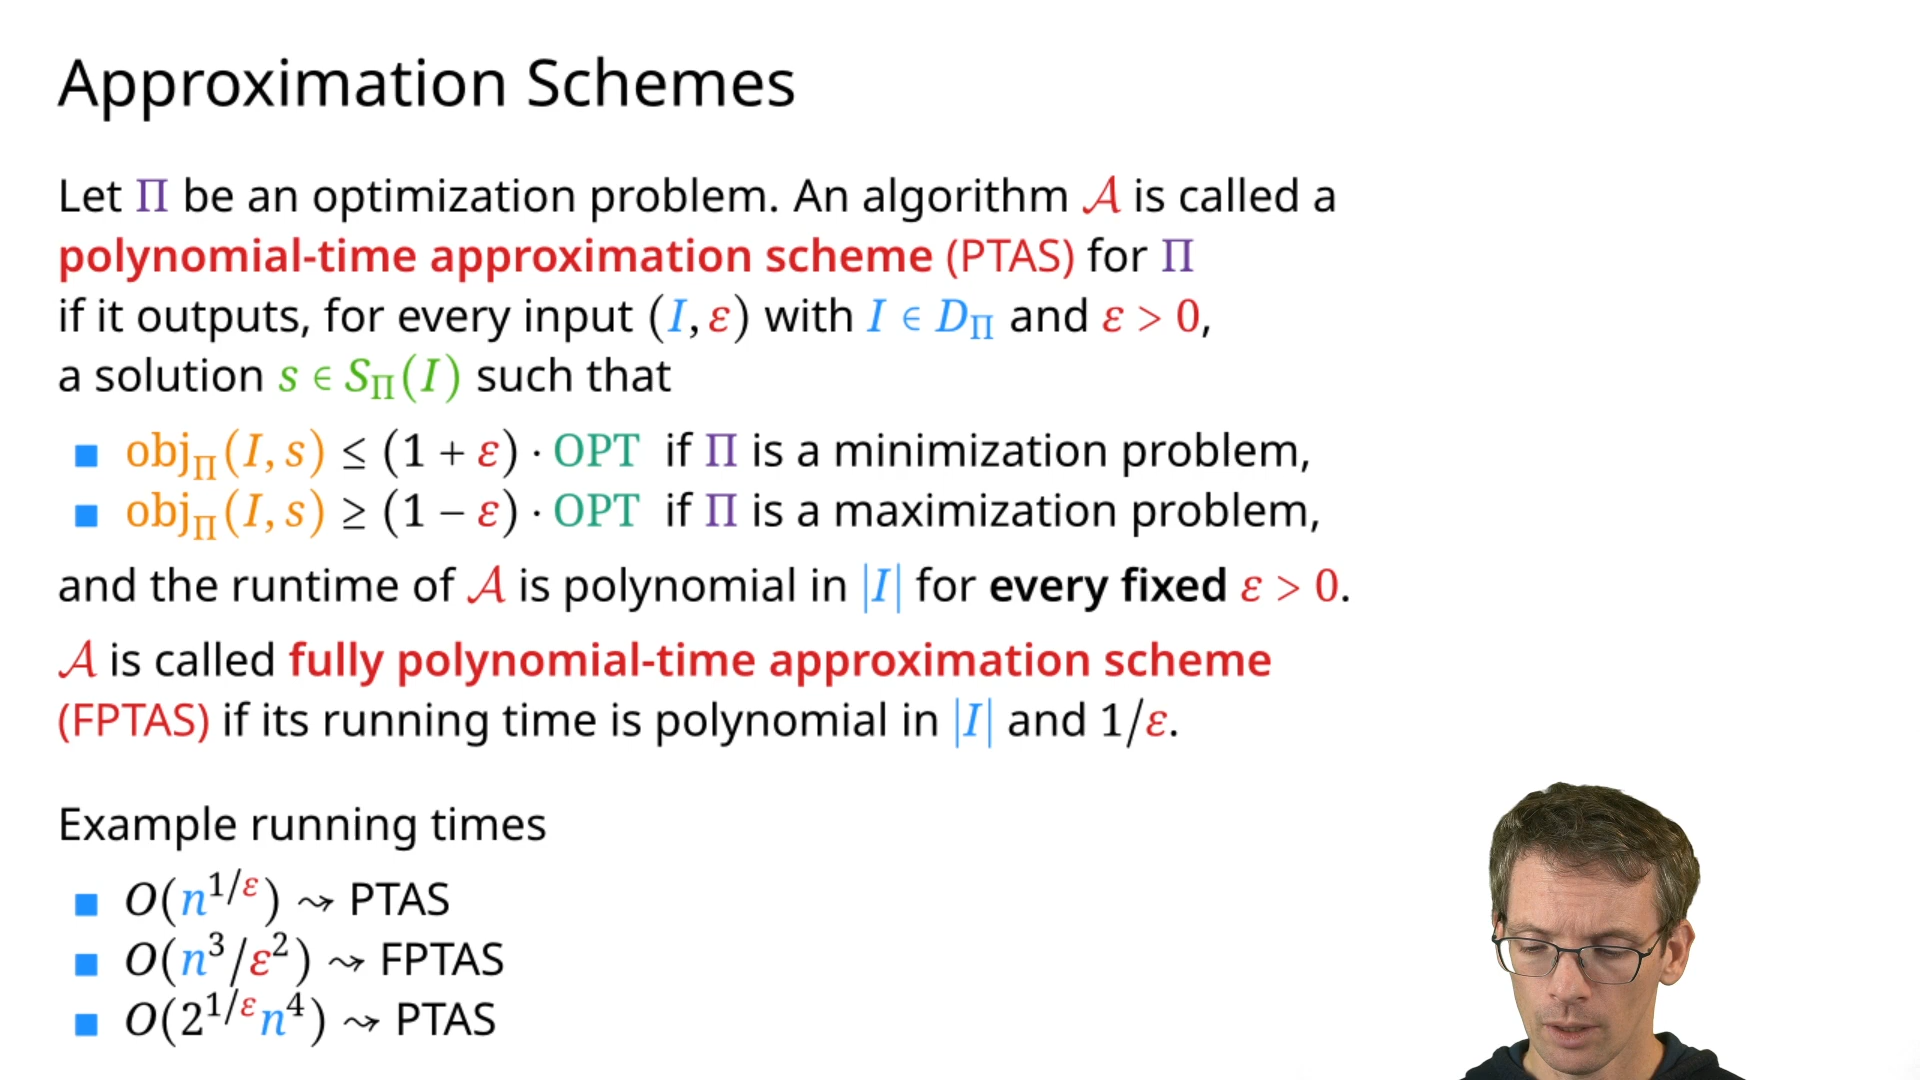 Approximation Schemes
Let Π be an optimization problem. An algorithm 𝒜 is called a
polynomial-time approximation scheme (PTAS) for Π
if it outputs, for every input (I, ε) with I ∈ D_Π and ε > 0,
a solution s ∈ S_Π(I) such that
■ obj_Π(I, s) ≤ (1 + ε) · OPT if Π is a minimization problem,
■ obj_Π(I, s) ≥ (1 − ε) · OPT if Π is a maximization problem,
and the runtime of 𝒜 is polynomial in |I| for every fixed ε > 0.
𝒜 is called fully polynomial-time approximation scheme
(FPTAS) if its running time is polynomial in |I| and 1/ε.
Example running times
■ O(n^{1/ε}) ⇝ PTAS
■ O(n³/ε²) ⇝ FPTAS
■ O(2^{1/ε}n⁴) ⇝ PTAS